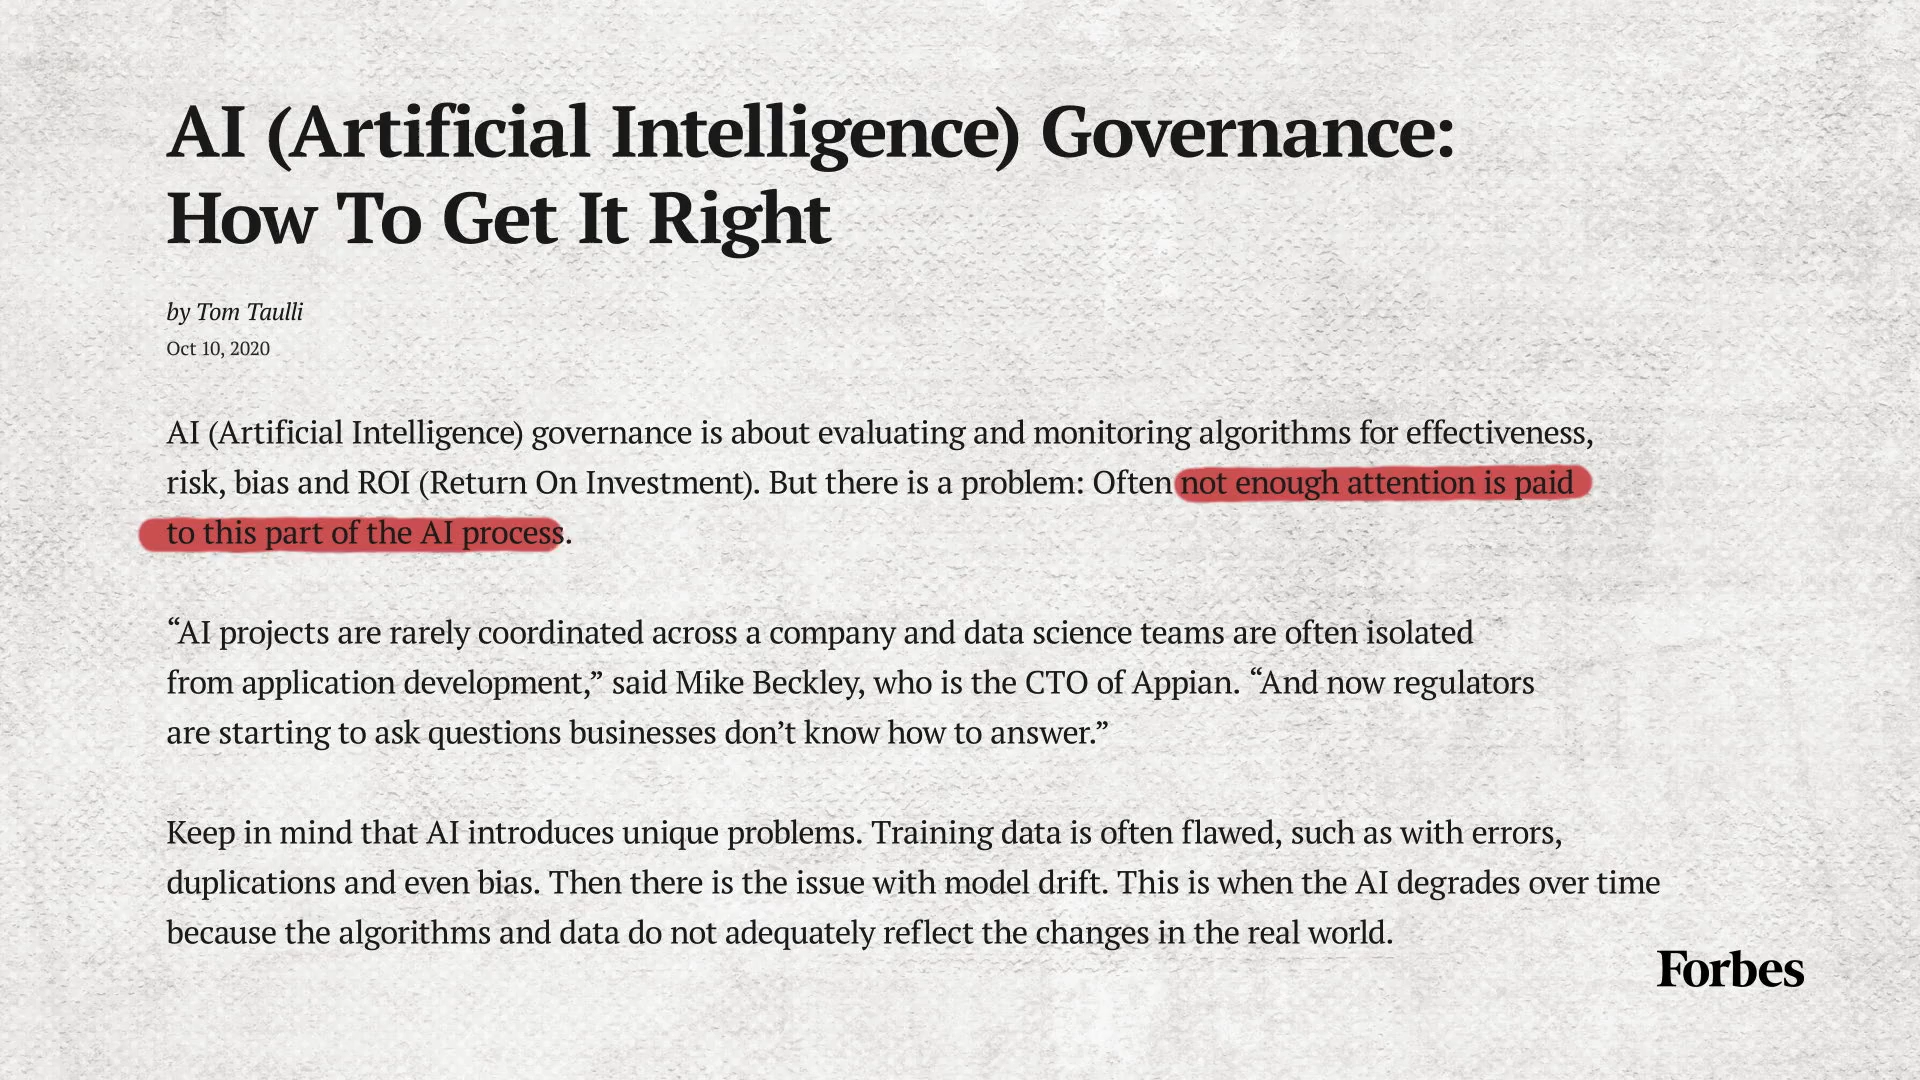 AI (Artificial Intelligence) Governance:
How To Get It Right
by Tom Taulli
Oct 10, 2020
AI (Artificial Intelligence) governance is about evaluating and monitoring algorithms for effectiveness,
risk, bias and ROI (Return On Investment). But there is a problem: Often not enough attention is paid
to this part of the AI process.
“AI projects are rarely coordinated across a company and data science teams are often isolated
from application development,” said Mike Beckley, who is the CTO of Appian. “And now regulators
are starting to ask questions businesses don’t know how to answer.”
Keep in mind that AI introduces unique problems. Training data is often flawed, such as with errors,
duplications and even bias. Then there is the issue with model drift. This is when the AI degrades over time
because the algorithms and data do not adequately reflect the changes in the real world.
Forbes